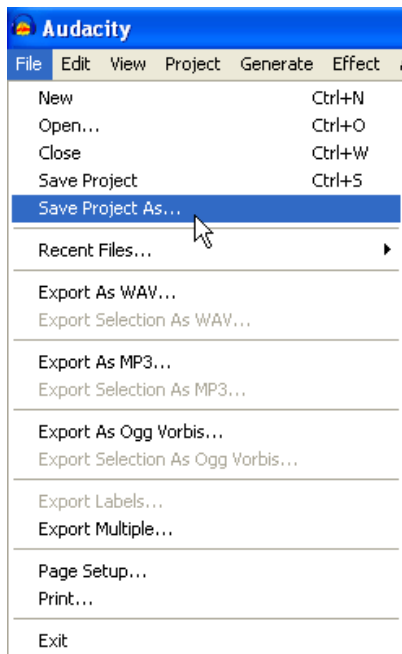 Audacity
File Edit View Project Generate Effect
New Ctrl+N
Open... Ctrl+O
Close Ctrl+W
Save Project Ctrl+S
Save Project As...
Recent Files...
Export As WAV...
Export Selection As WAV...
Export As MP3...
Export Selection As MP3...
Export As Ogg Vorbis...
Export Selection As Ogg Vorbis...
Export Labels...
Export Multiple...
Page Setup...
Print...
Exit